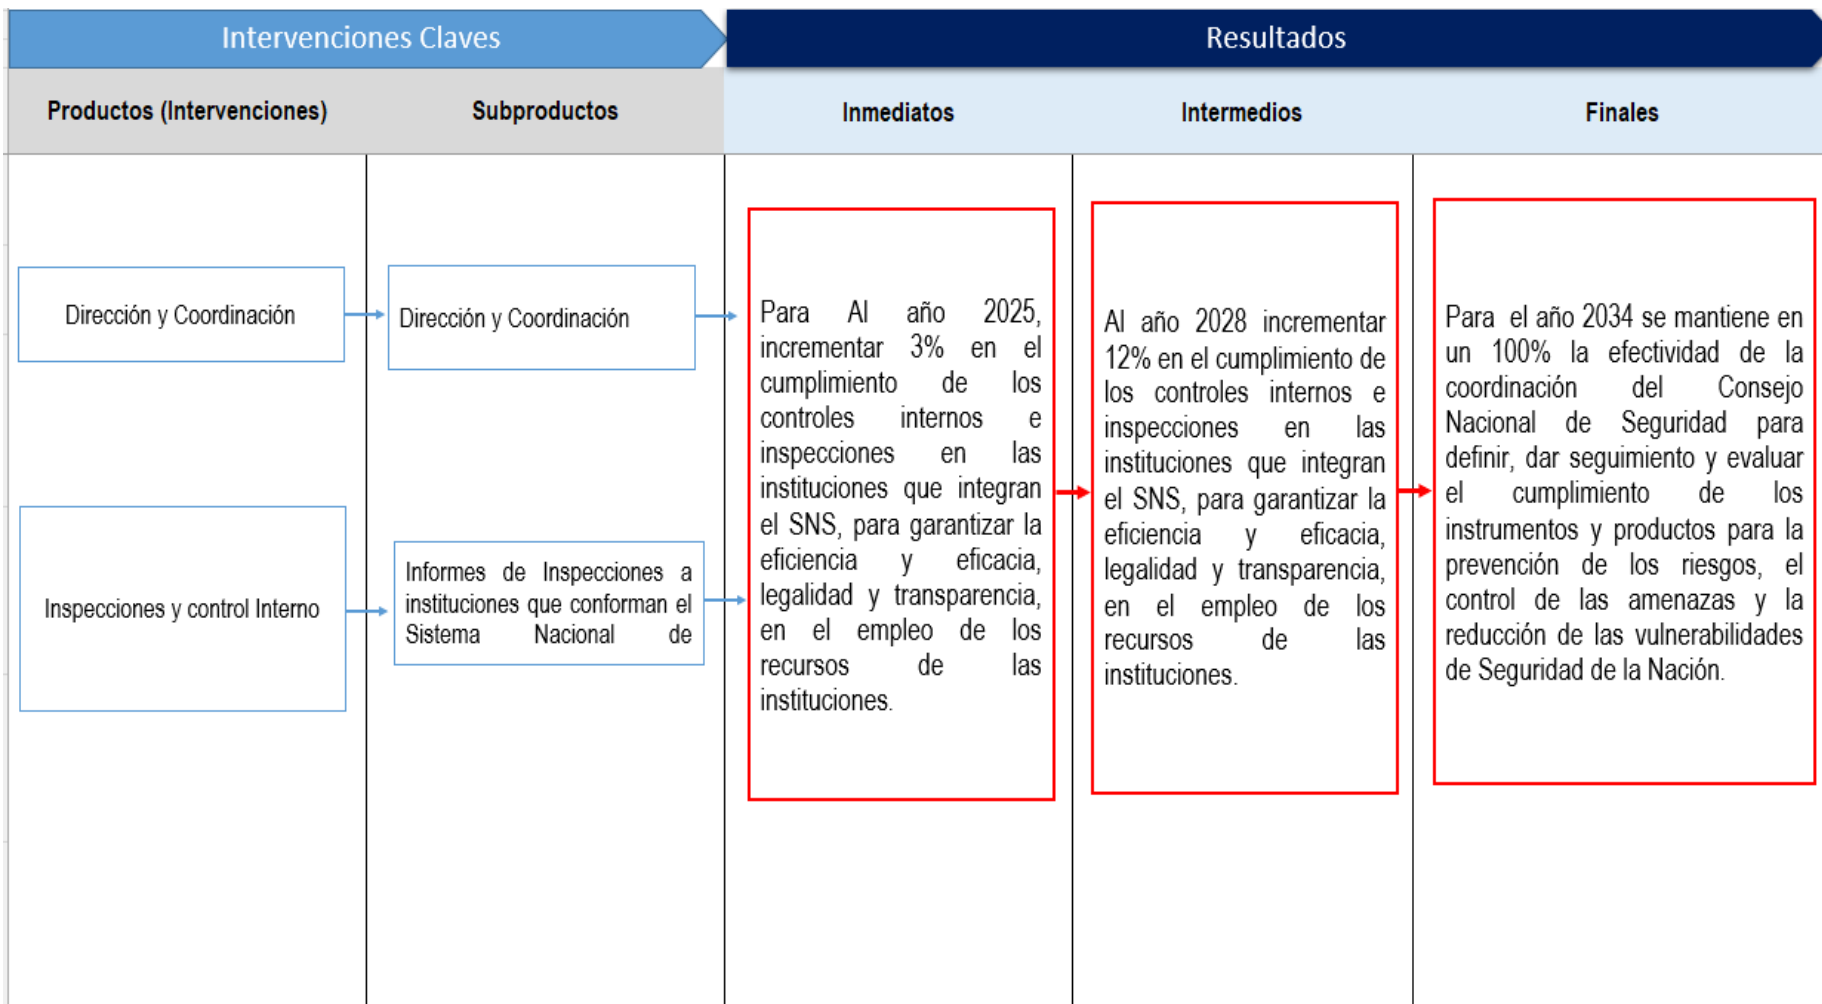 Intervenciones Claves
Resultados
Productos (Intervenciones)
Subproductos
Inmediatos
Intermedios
Finales
Dirección y Coordinación
Dirección y Coordinación
Inspecciones y control Interno
Informes de Inspecciones a
instituciones que conforman el
Sistema Nacional de
Para Al año 2025,
incrementar 3% en el
cumplimiento de los
controles internos e
inspecciones en las
instituciones que integran
el SNS, para garantizar la
eficiencia y eficacia,
legalidad y transparencia,
en el empleo de los
recursos de las
instituciones.
Al año 2028 incrementar
12% en el cumplimiento de
los controles internos e
inspecciones en las
instituciones que integran
el SNS, para garantizar la
eficiencia y eficacia,
legalidad y transparencia,
en el empleo de los
recursos de las
instituciones.
Para el año 2034 se mantiene en
un 100% la efectividad de la
coordinación del Consejo
Nacional de Seguridad para
definir, dar seguimiento y evaluar
el cumplimiento de los
instrumentos y productos para la
prevención de los riesgos, el
control de las amenazas y la
reducción de las vulnerabilidades
de Seguridad de la Nación.